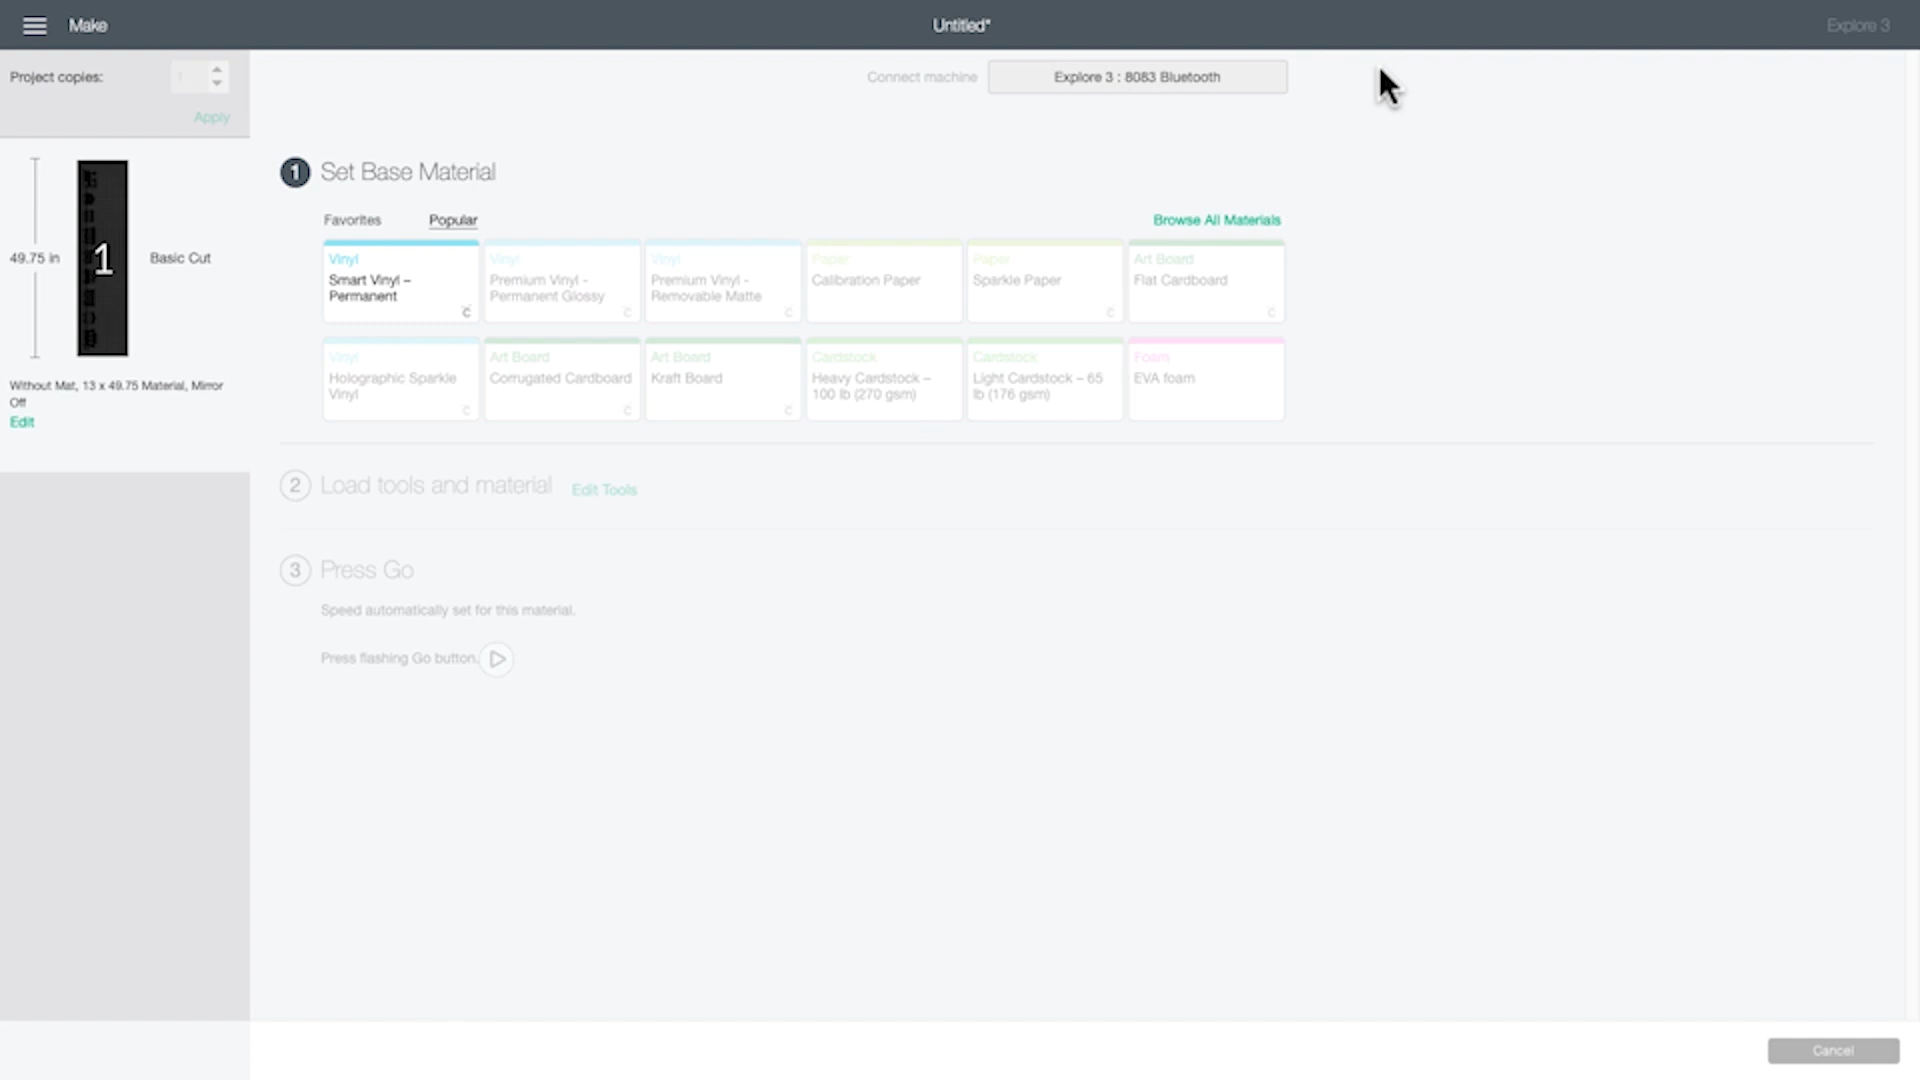 Make
Untitled*
Explore 3
Project copies:
1
Apply
Connect machine
Explore 3 : 8083 Bluetooth
49.75 in
1
Basic Cut
Without Mat, 13 x 49.75 Material, Mirror
Off
Edit
1 Set Base Material
Favorites
Popular
Browse All Materials
Vinyl
Smart Vinyl –
Permanent
C
Vinyl
Premium Vinyl -
Permanent Glossy
C
Vinyl
Premium Vinyl -
Removable Matte
C
Paper
Calibration Paper
Paper
Sparkle Paper
C
Art Board
Flat Cardboard
C
Vinyl
Holographic Sparkle
Vinyl
C
Art Board
Corrugated Cardboard
C
Art Board
Kraft Board
C
Cardstock
Heavy Cardstock –
100 lb (270 gsm)
Cardstock
Light Cardstock – 65
lb (176 gsm)
Foam
EVA foam
2 Load tools and material
Edit Tools
3 Press Go
Speed automatically set for this material.
Press flashing Go button.
Cancel